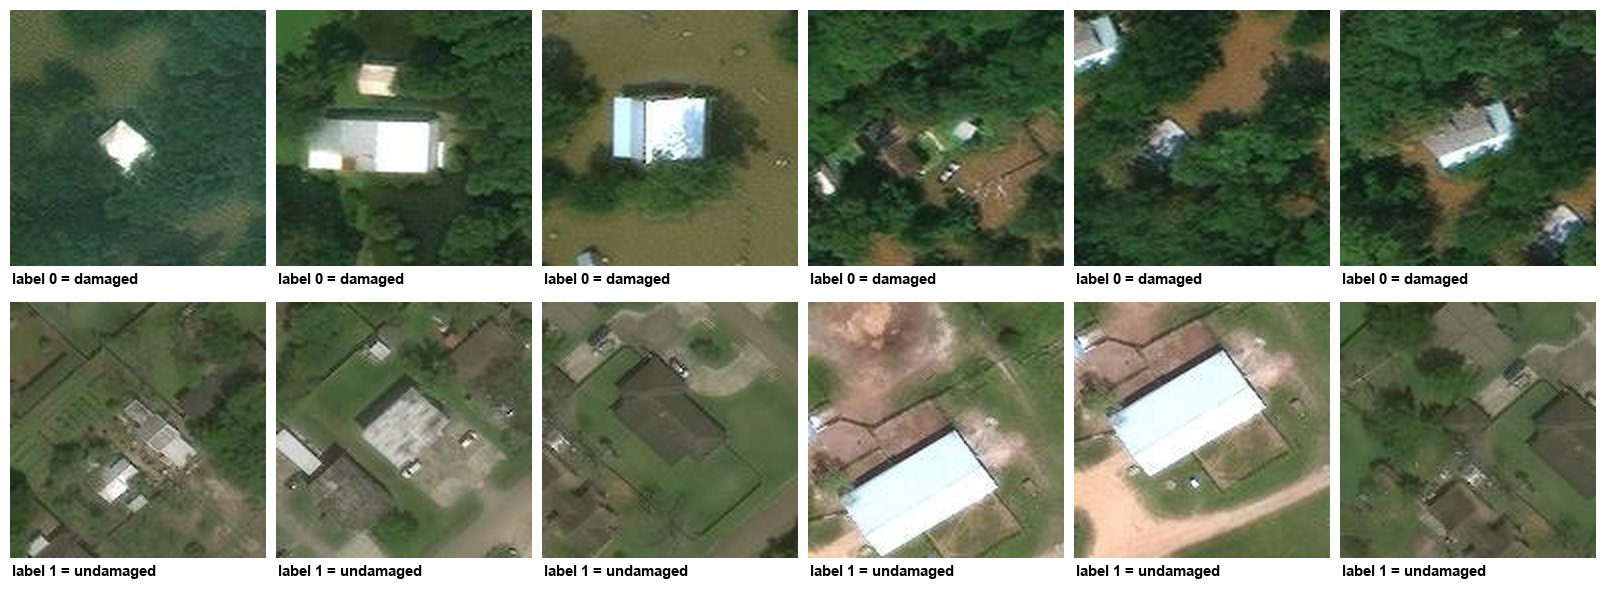 label 0 = damaged
label 0 = damaged
label 0 = damaged
label 0 = damaged
label 0 = damaged
label 0 = damaged
label 1 = undamaged
label 1 = undamaged
label 1 = undamaged
label 1 = undamaged
label 1 = undamaged
label 1 = undamaged